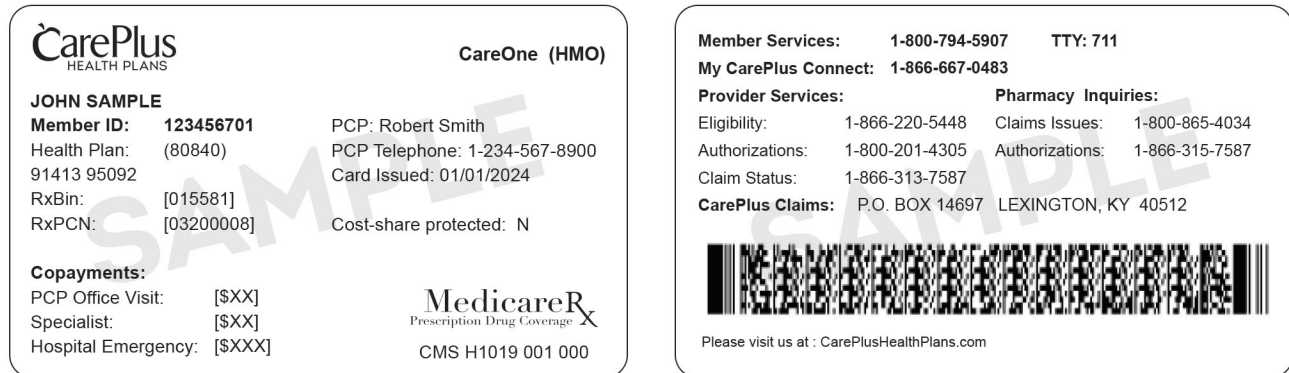 CarePlus
HEALTH PLANS
CareOne (HMO)
JOHN SAMPLE
Member ID: 123456701
Health Plan: (80840)
91413 95092
RxBin: [015581]
RxPCN: [03200008]
PCP: Robert Smith
PCP Telephone: 1-234-567-8900
Card Issued: 01/01/2024
Cost-share protected: N
SAMPLE
Copayments:
PCP Office Visit: [$XX]
Specialist: [$XX]
Hospital Emergency: [$XXX]
MedicareRx
Prescription Drug Coverage
CMS H1019 001 000
Member Services: 1-800-794-5907 TTY: 711
My CarePlus Connect: 1-866-667-0483
Provider Services:
Eligibility: 1-866-220-5448
Authorizations: 1-800-201-4305
Claim Status: 1-866-313-7587
Pharmacy Inquiries:
Claims Issues: 1-800-865-4034
Authorizations: 1-866-315-7587
CarePlus Claims: P.O. BOX 14697 LEXINGTON, KY 40512
SAMPLE
Please visit us at : CarePlusHealthPlans.com